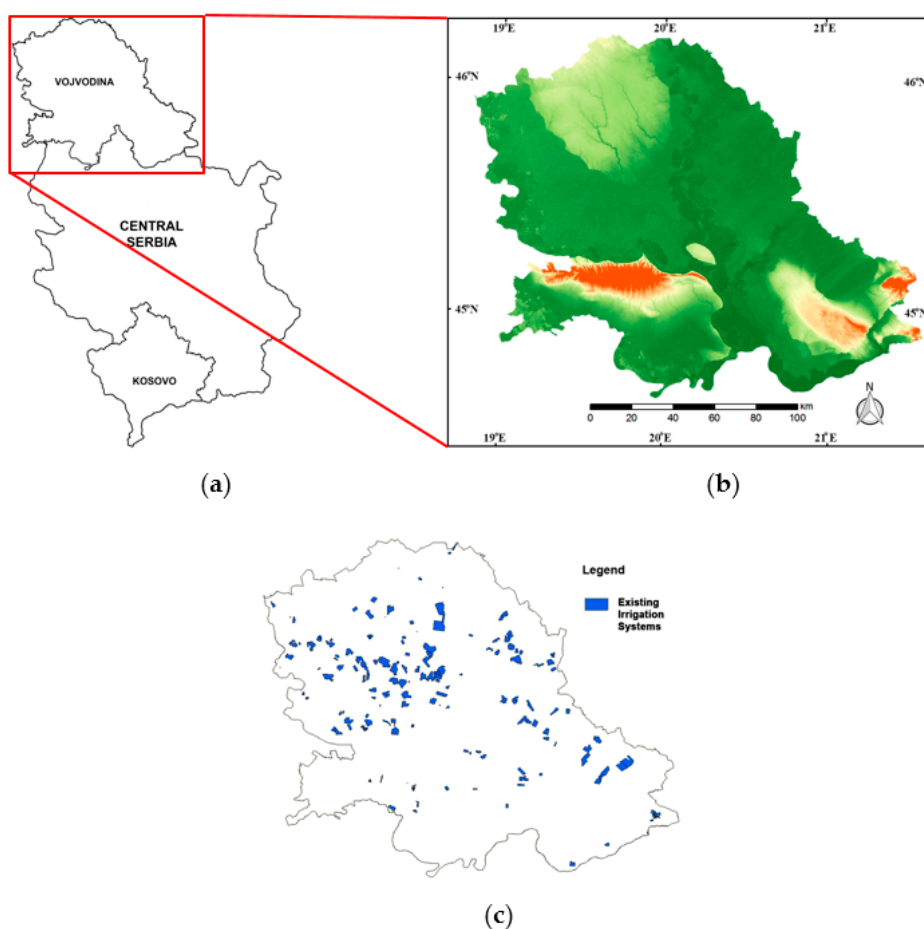 VOJVODINA
CENTRAL
SERBIA
KOSOVO
(a)
19°E 20°E 21°E
46°N 46°N
45°N 45°N
N
km
0 20 40 60 80 100
19°E 20°E 21°E
(b)
Legend
Existing
Irrigation
Systems
(c)